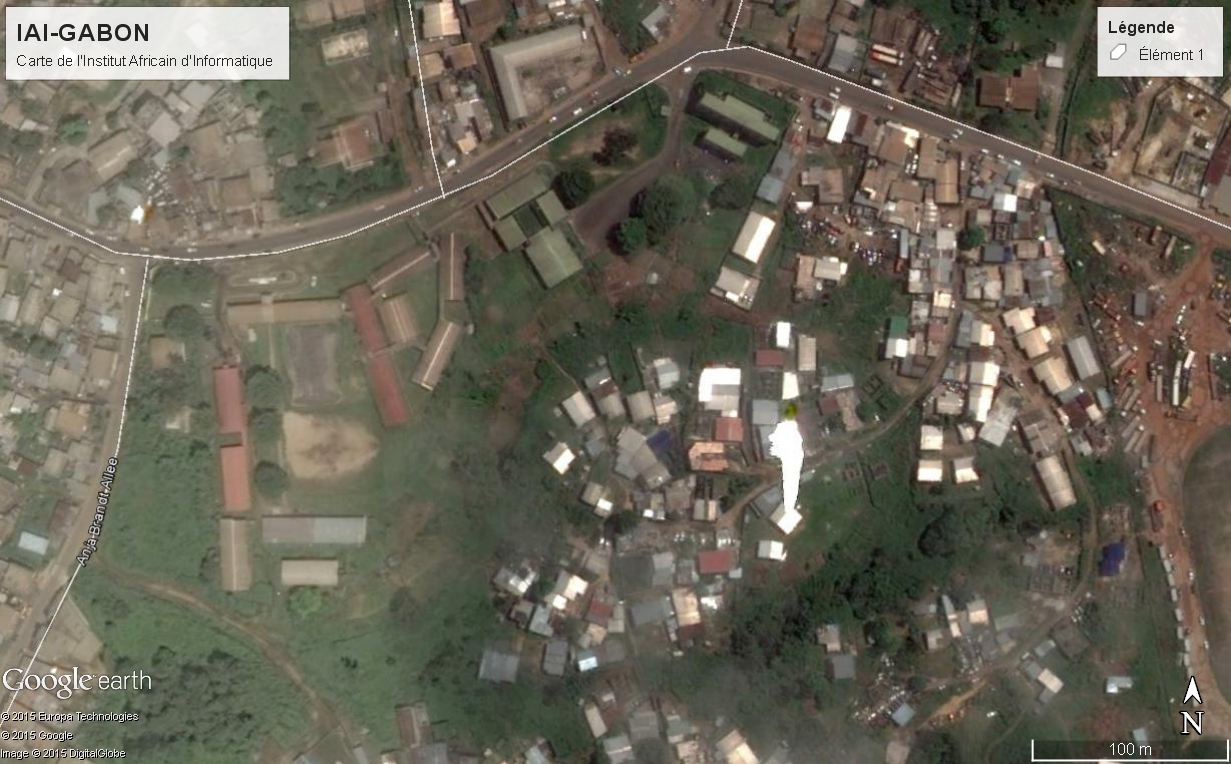 IAI-GABON
Carte de l'Institut Africain d'Informatique
Légende
Élément 1
Anja Brandt Allee
Google earth
© 2015 Europa Technologies
© 2015 Google
Image © 2015 DigitalGlobe
N
100 m